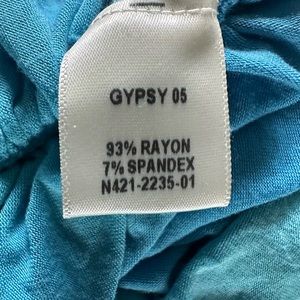 GYPSY 05
93% RAYON
7% SPANDEX
N421-2235-01